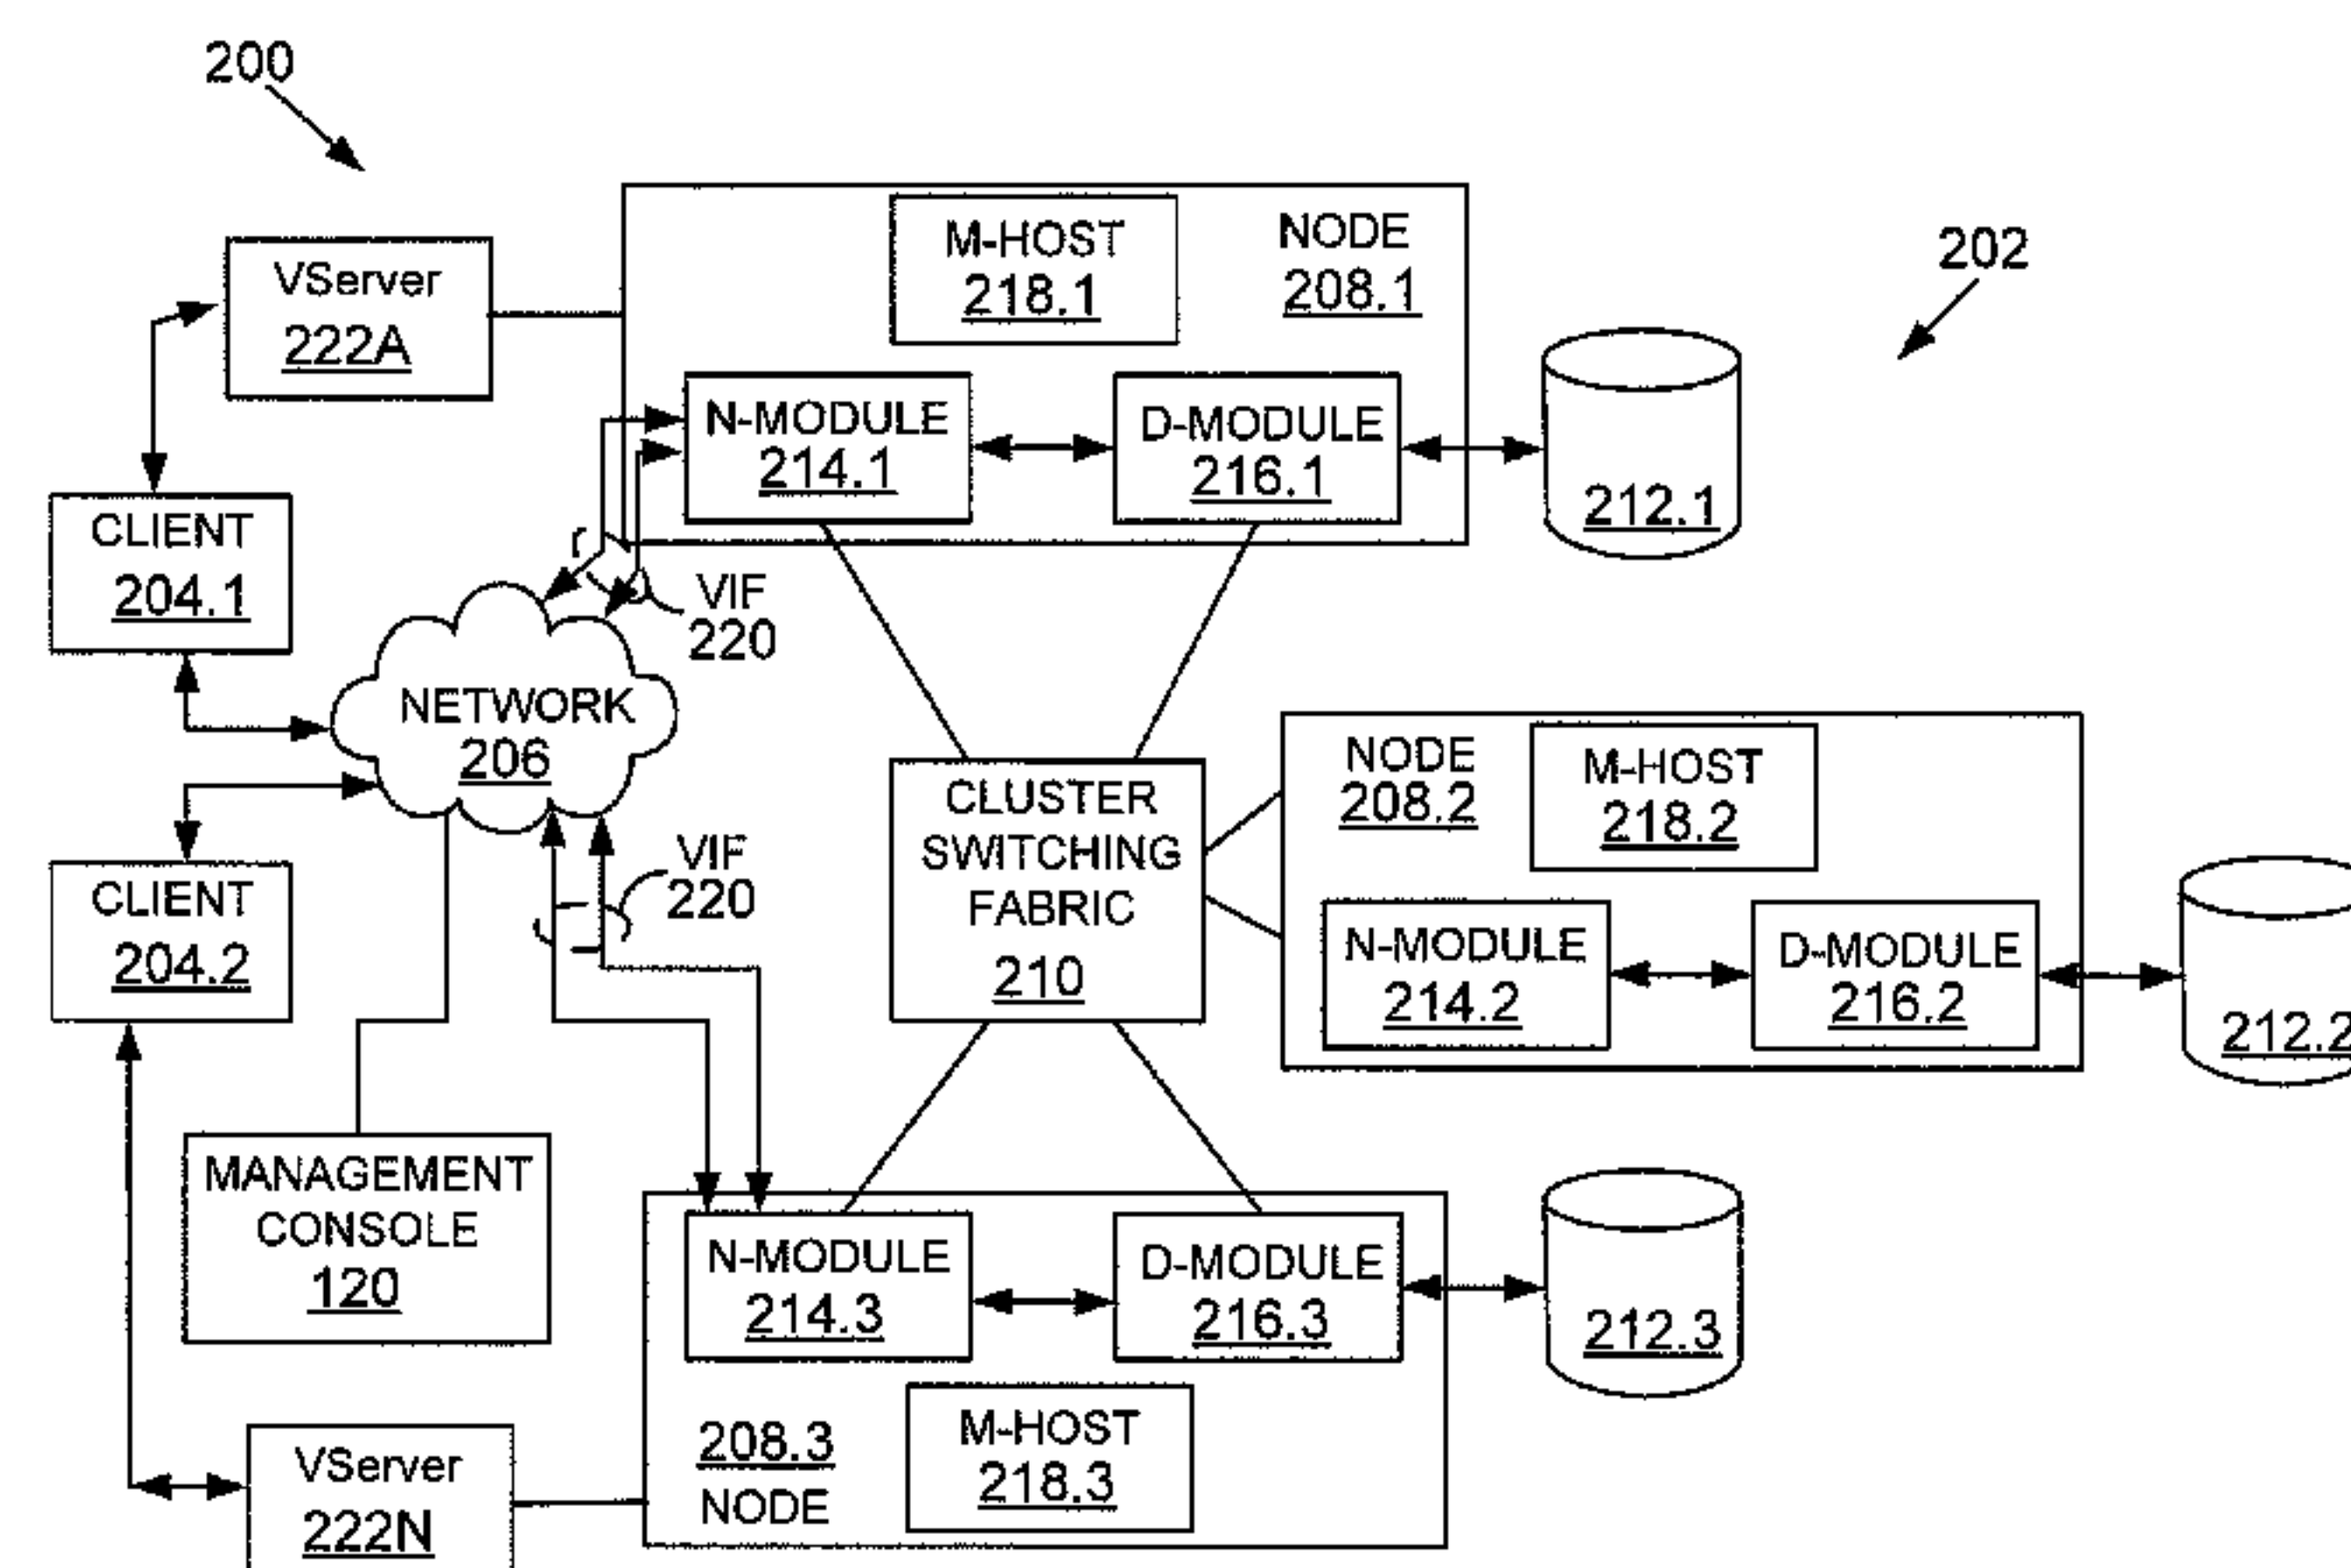 200
VServer
222A
M-HOST
218.1
NODE
208.1
202
N-MODULE
214.1
D-MODULE
216.1
212.1
CLIENT
204.1
VIF
220
NETWORK
206
CLUSTER
SWITCHING
FABRIC
210
NODE
208.2
M-HOST
218.2
N-MODULE
214.2
D-MODULE
216.2
212.2
VIF
220
CLIENT
204.2
MANAGEMENT
CONSOLE
120
N-MODULE
214.3
D-MODULE
216.3
212.3
208.3
NODE
M-HOST
218.3
VServer
222N